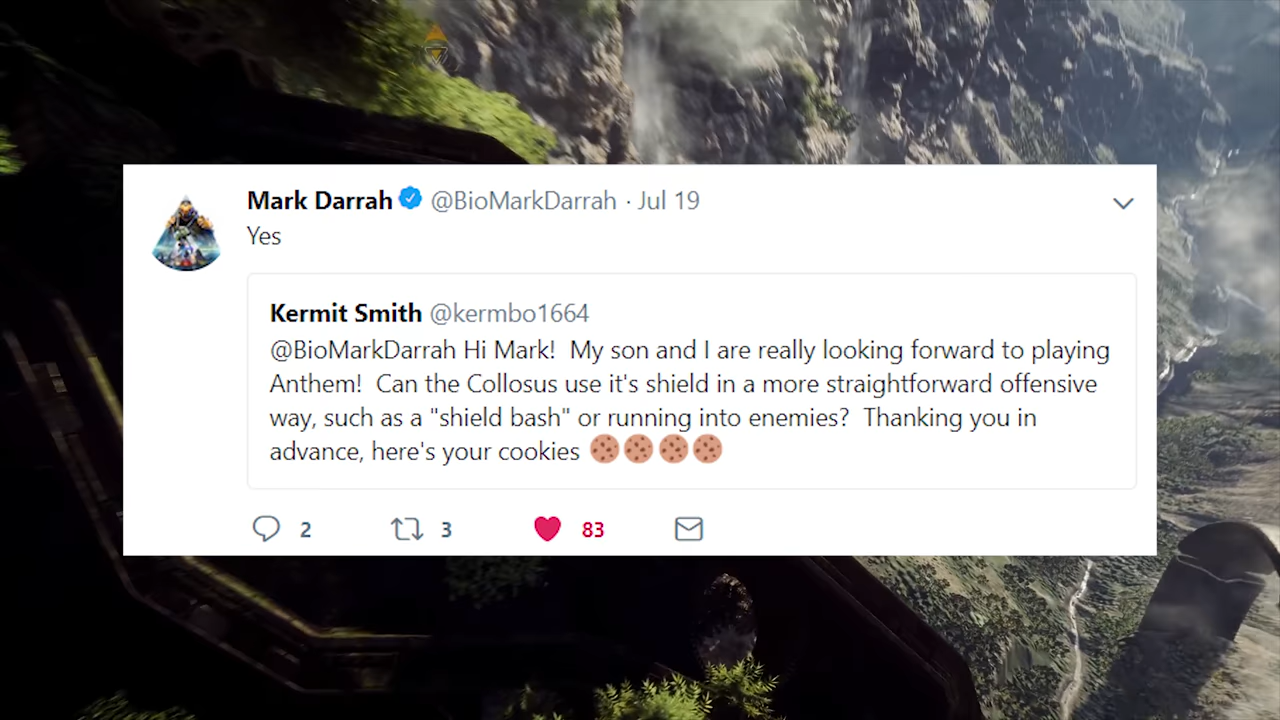 Mark Darrah @BioMarkDarrah · Jul 19
Yes
Kermit Smith @kermbo1664
@BioMarkDarrah Hi Mark!  My son and I are really looking forward to playing
Anthem!  Can the Collosus use it's shield in a more straightforward offensive
way, such as a "shield bash" or running into enemies?  Thanking you in
advance, here's your cookies 🍪🍪🍪🍪
2 3 83